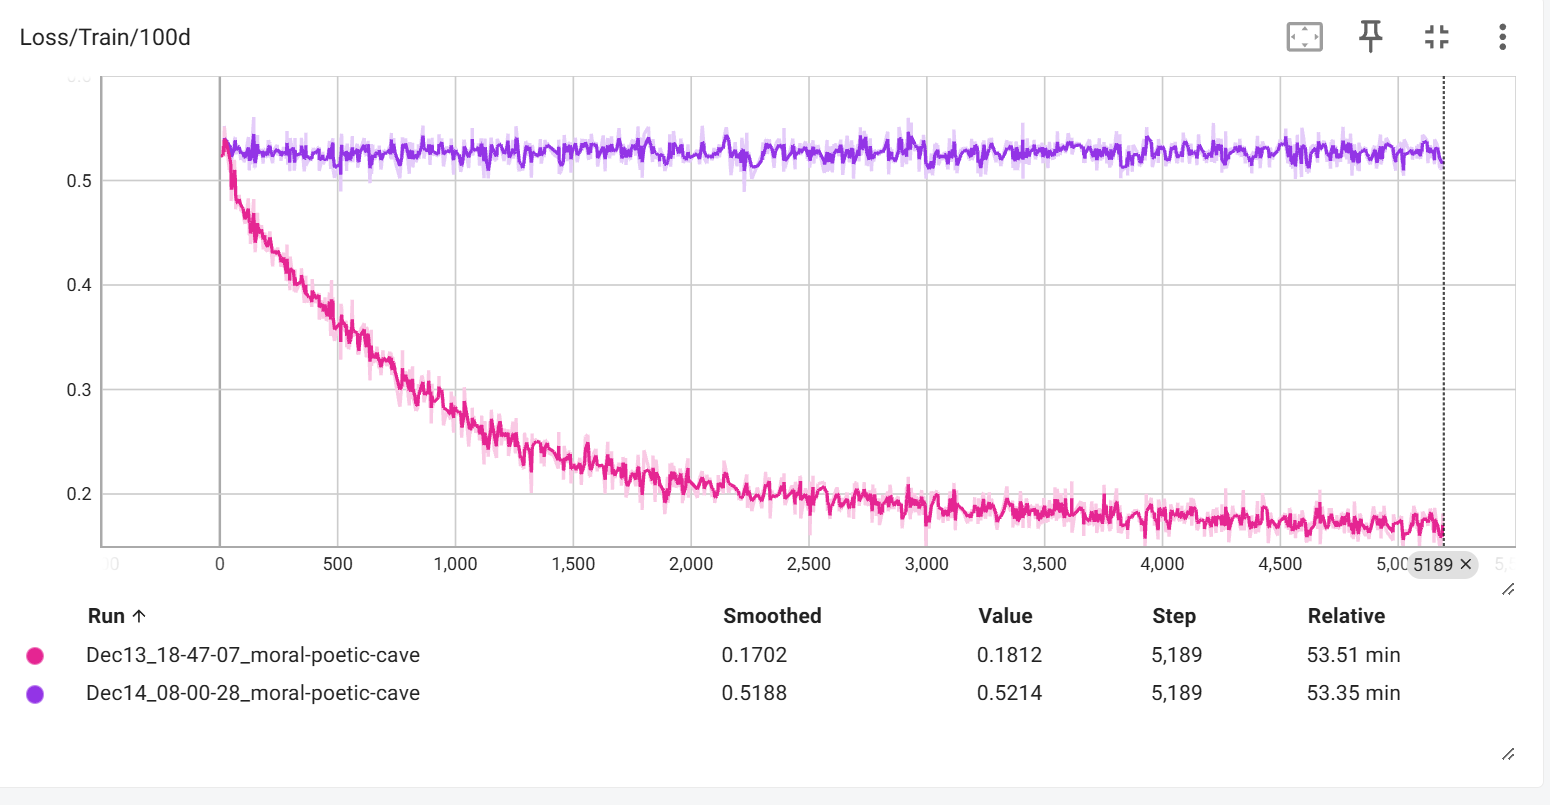 Loss/Train/100d
0.5
0.4
0.3
0.2
0 500 1,000 1,500 2,000 2,500 3,000 3,500 4,000 4,500 5189 ×
Run ↑ Smoothed Value Step Relative
Dec13_18-47-07_moral-poetic-cave 0.1702 0.1812 5,189 53.51 min
Dec14_08-00-28_moral-poetic-cave 0.5188 0.5214 5,189 53.35 min